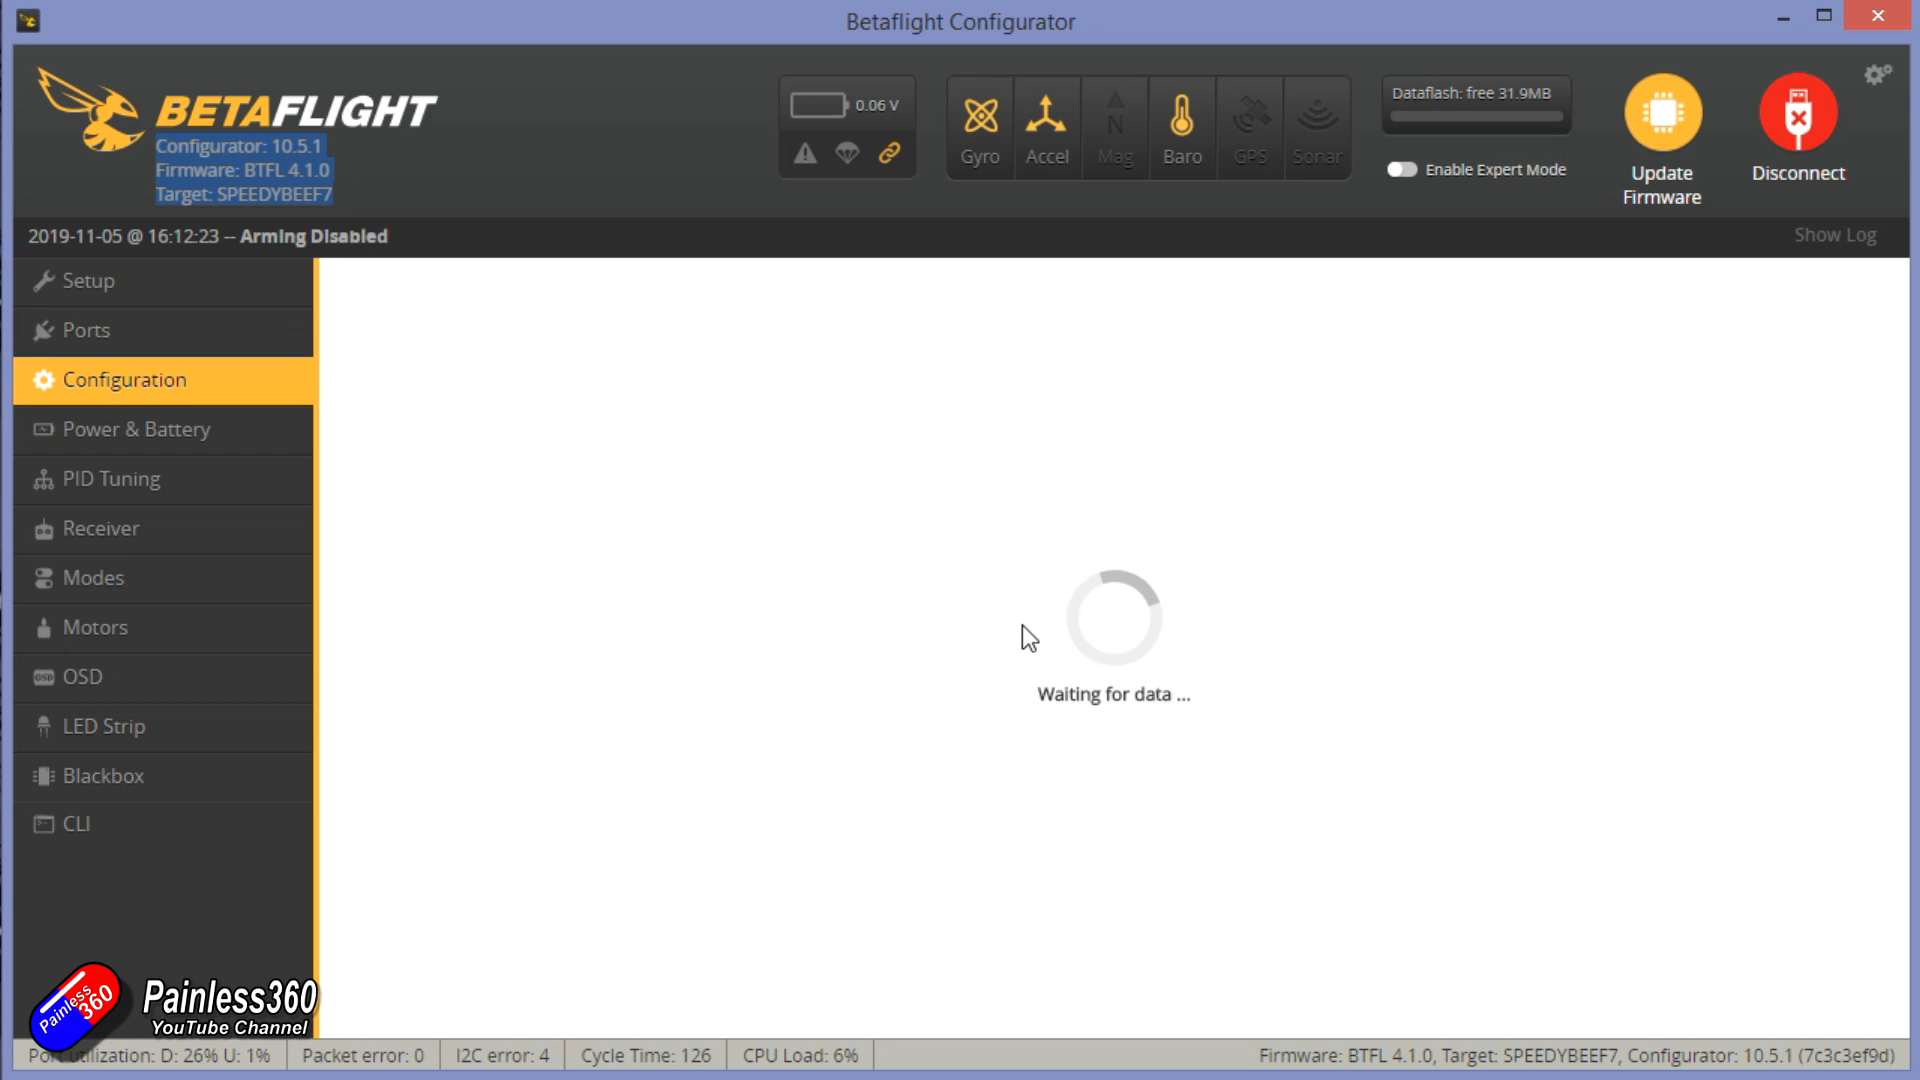 Betaflight Configurator
BETAFLIGHT
Configurator: 10.5.1
Firmware: BTFL 4.1.0
Target: SPEEDYBEEF7
0.06 V
Gyro
Accel
N
Mag
Baro
GPS
Sonar
Dataflash: free 31.9MB
Enable Expert Mode
Update
Firmware
Disconnect
2019-11-05 @ 16:12:23 -- Arming Disabled
Show Log
Setup
Ports
Configuration
Power & Battery
PID Tuning
Receiver
Modes
Motors
OSD
OSD
LED Strip
Blackbox
CLI
Waiting for data ...
Painless
360
Painless360
YouTube Channel
Port utilization: D: 26% U: 1%
Packet error: 0
I2C error: 4
Cycle Time: 126
CPU Load: 6%
Firmware: BTFL 4.1.0, Target: SPEEDYBEEF7, Configurator: 10.5.1 (7c3c3ef9d)